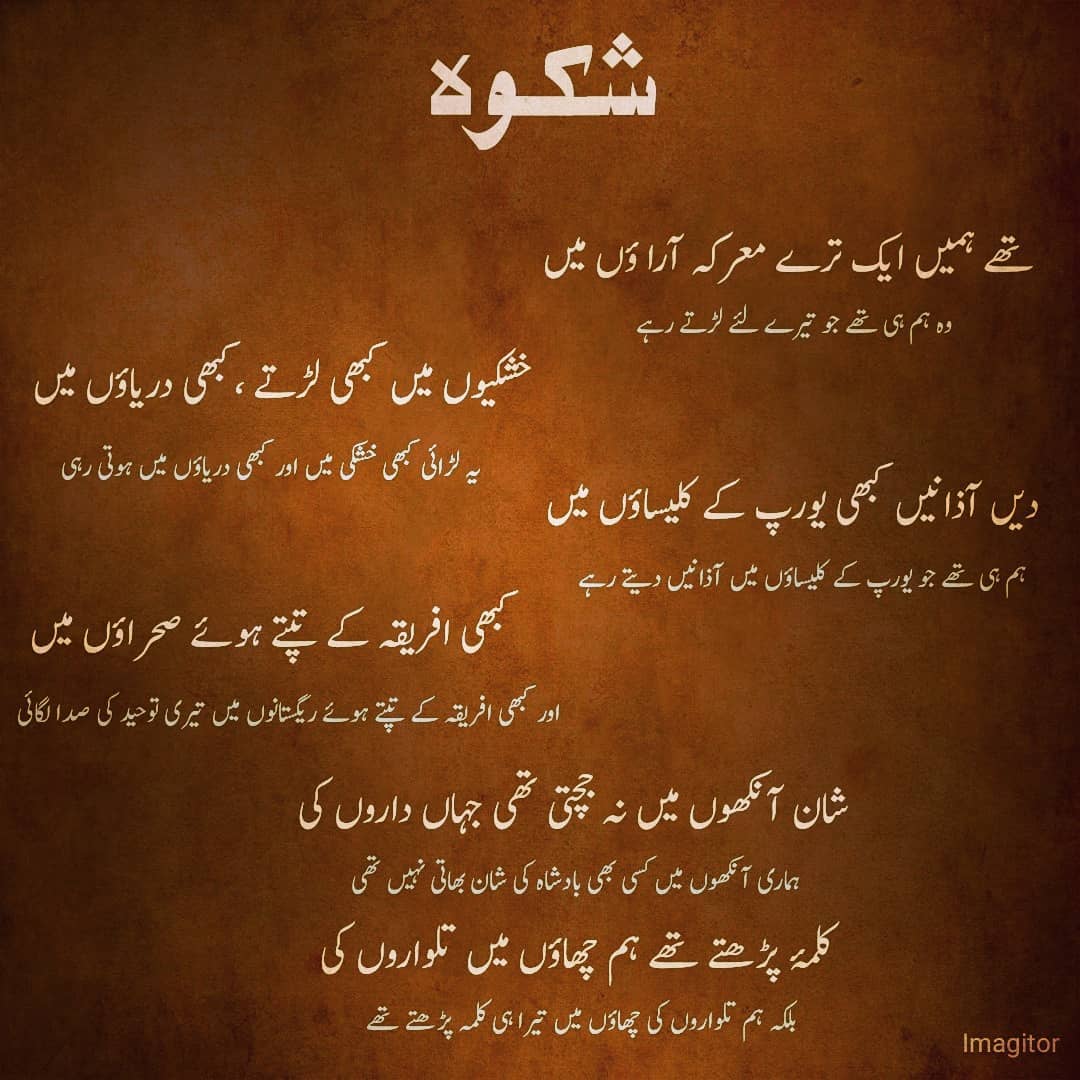 شکوہ
تھے ہمیں ایک ترے معرکہ آراؤں میں
وہ ہم ہی تھے جو تیرے لئے لڑتے رہے
خشکیوں میں کبھی لڑتے ، کبھی دریاؤں میں
یہ لڑائی کبھی خشکی میں اور کبھی دریاؤں میں ہوتی رہی
دیں آذانیں کبھی یورپ کے کلیساؤں میں
ہم ہی تھے جو یورپ کے کلیساؤں میں آذانیں دیتے رہے
کبھی افریقہ کے تپتے ہوئے صحراؤں میں
اور کبھی افریقہ کے تپتے ہوئے ریگستانوں میں تیری توحید کی صدا لگائی
شان آنکھوں میں نہ جچتی تھی جہاں داروں کی
ہماری آنکھوں میں کسی بھی بادشاہ کی شان بھاتی نہیں تھی
کلمۂ پڑھتے تھے ہم چھاؤں میں تلواروں کی
بلکہ ہم تلواروں کی چھاؤں میں تیرا ہی کلمہ پڑھتے تھے
Imagitor